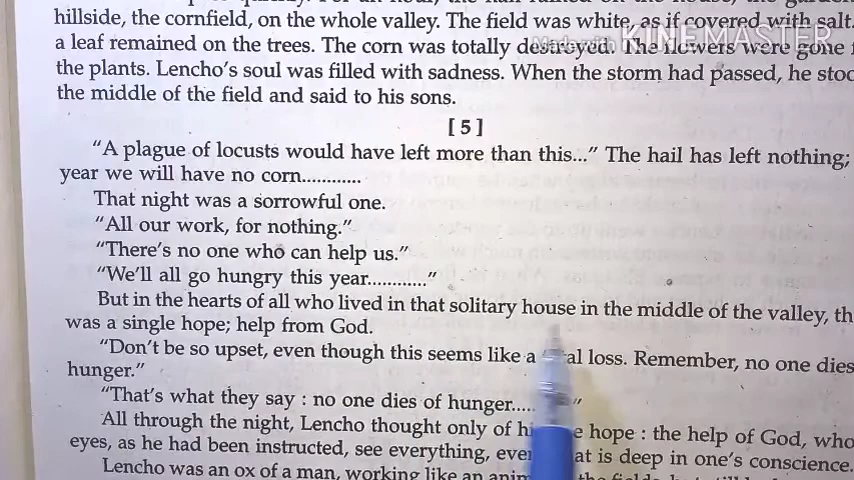 hillside, the cornfield, on the whole valley. The field was white, as if covered with salt.
a leaf remained on the trees. The corn was totally destroyed. The flowers were gone
the plants. Lencho's soul was filled with sadness. When the storm had passed, he stoo
the middle of the field and said to his sons.
[5]
"A plague of locusts would have left more than this..." The hail has left nothing;
year we will have no corn............
That night was a sorrowful one.
"All our work, for nothing."
"There's no one who can help us."
"We'll all go hungry this year............"
But in the hearts of all who lived in that solitary house in the middle of the valley, th
was a single hope; help from God.
"Don't be so upset, even though this seems like a loss. Remember, no one dies
hunger."
"That's what they say : no one dies of hunger..... "
All through the night, Lencho thought only of hope : the help of God, who
eyes, as he had been instructed, see everything, is deep in one's conscience.
Lencho was an ox of a man, working like an
KINEMASTER